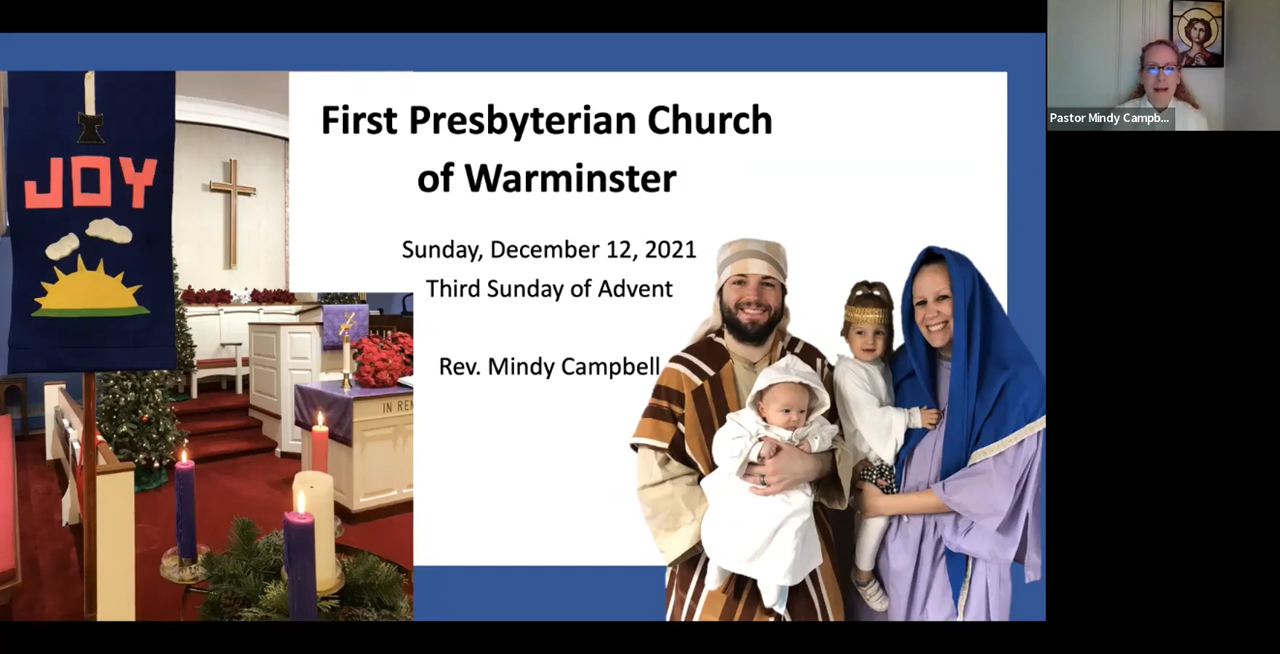 JOY
First Presbyterian Church
of Warminster
Sunday, December 12, 2021
Third Sunday of Advent
Rev. Mindy Campbell
IN REM
Pastor Mindy Campb...